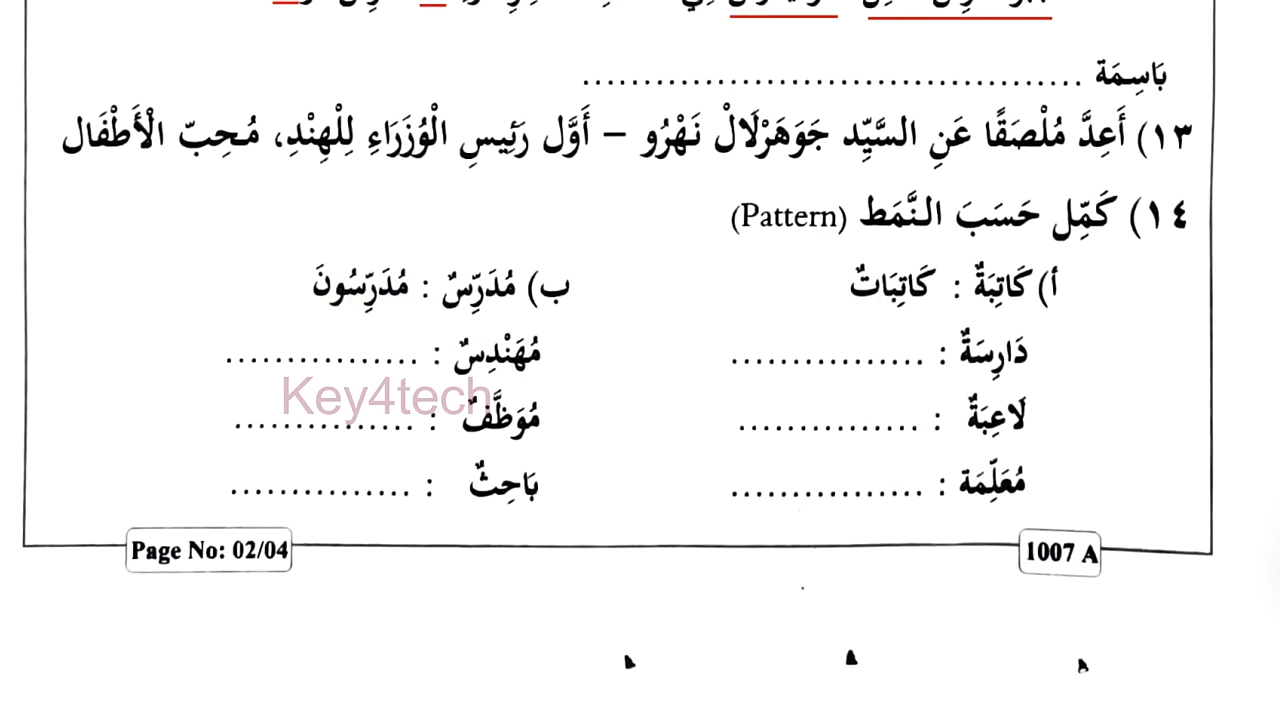 بَاسِمَة ........................................
١٣) أَعِدَّ مُلْصَقًا عَنِ السَّيِّد جَوَهَرْلَالْ نَهْرُو – أَوَّل رَئِيسِ الْوُزَرَاءِ لِلْهِنْدِ، مُحِبّ الْأَطْفَال
١٤) كَمِّل حَسَبَ النَّمَط (Pattern)
أ) كَاتِبَةٌ : كَاتِبَاتٌ ب) مُدَرِّسٌ : مُدَرِّسُونَ
دَارِسَةٌ : ................ مُهَنْدِسٌ : ................
لَاعِبَةٌ : ............... مُوَظَّفٌ : ...............
مُعَلِّمَة : ................ بَاحِثٌ : ...............
Key4tech
Page No: 02/04 1007 A